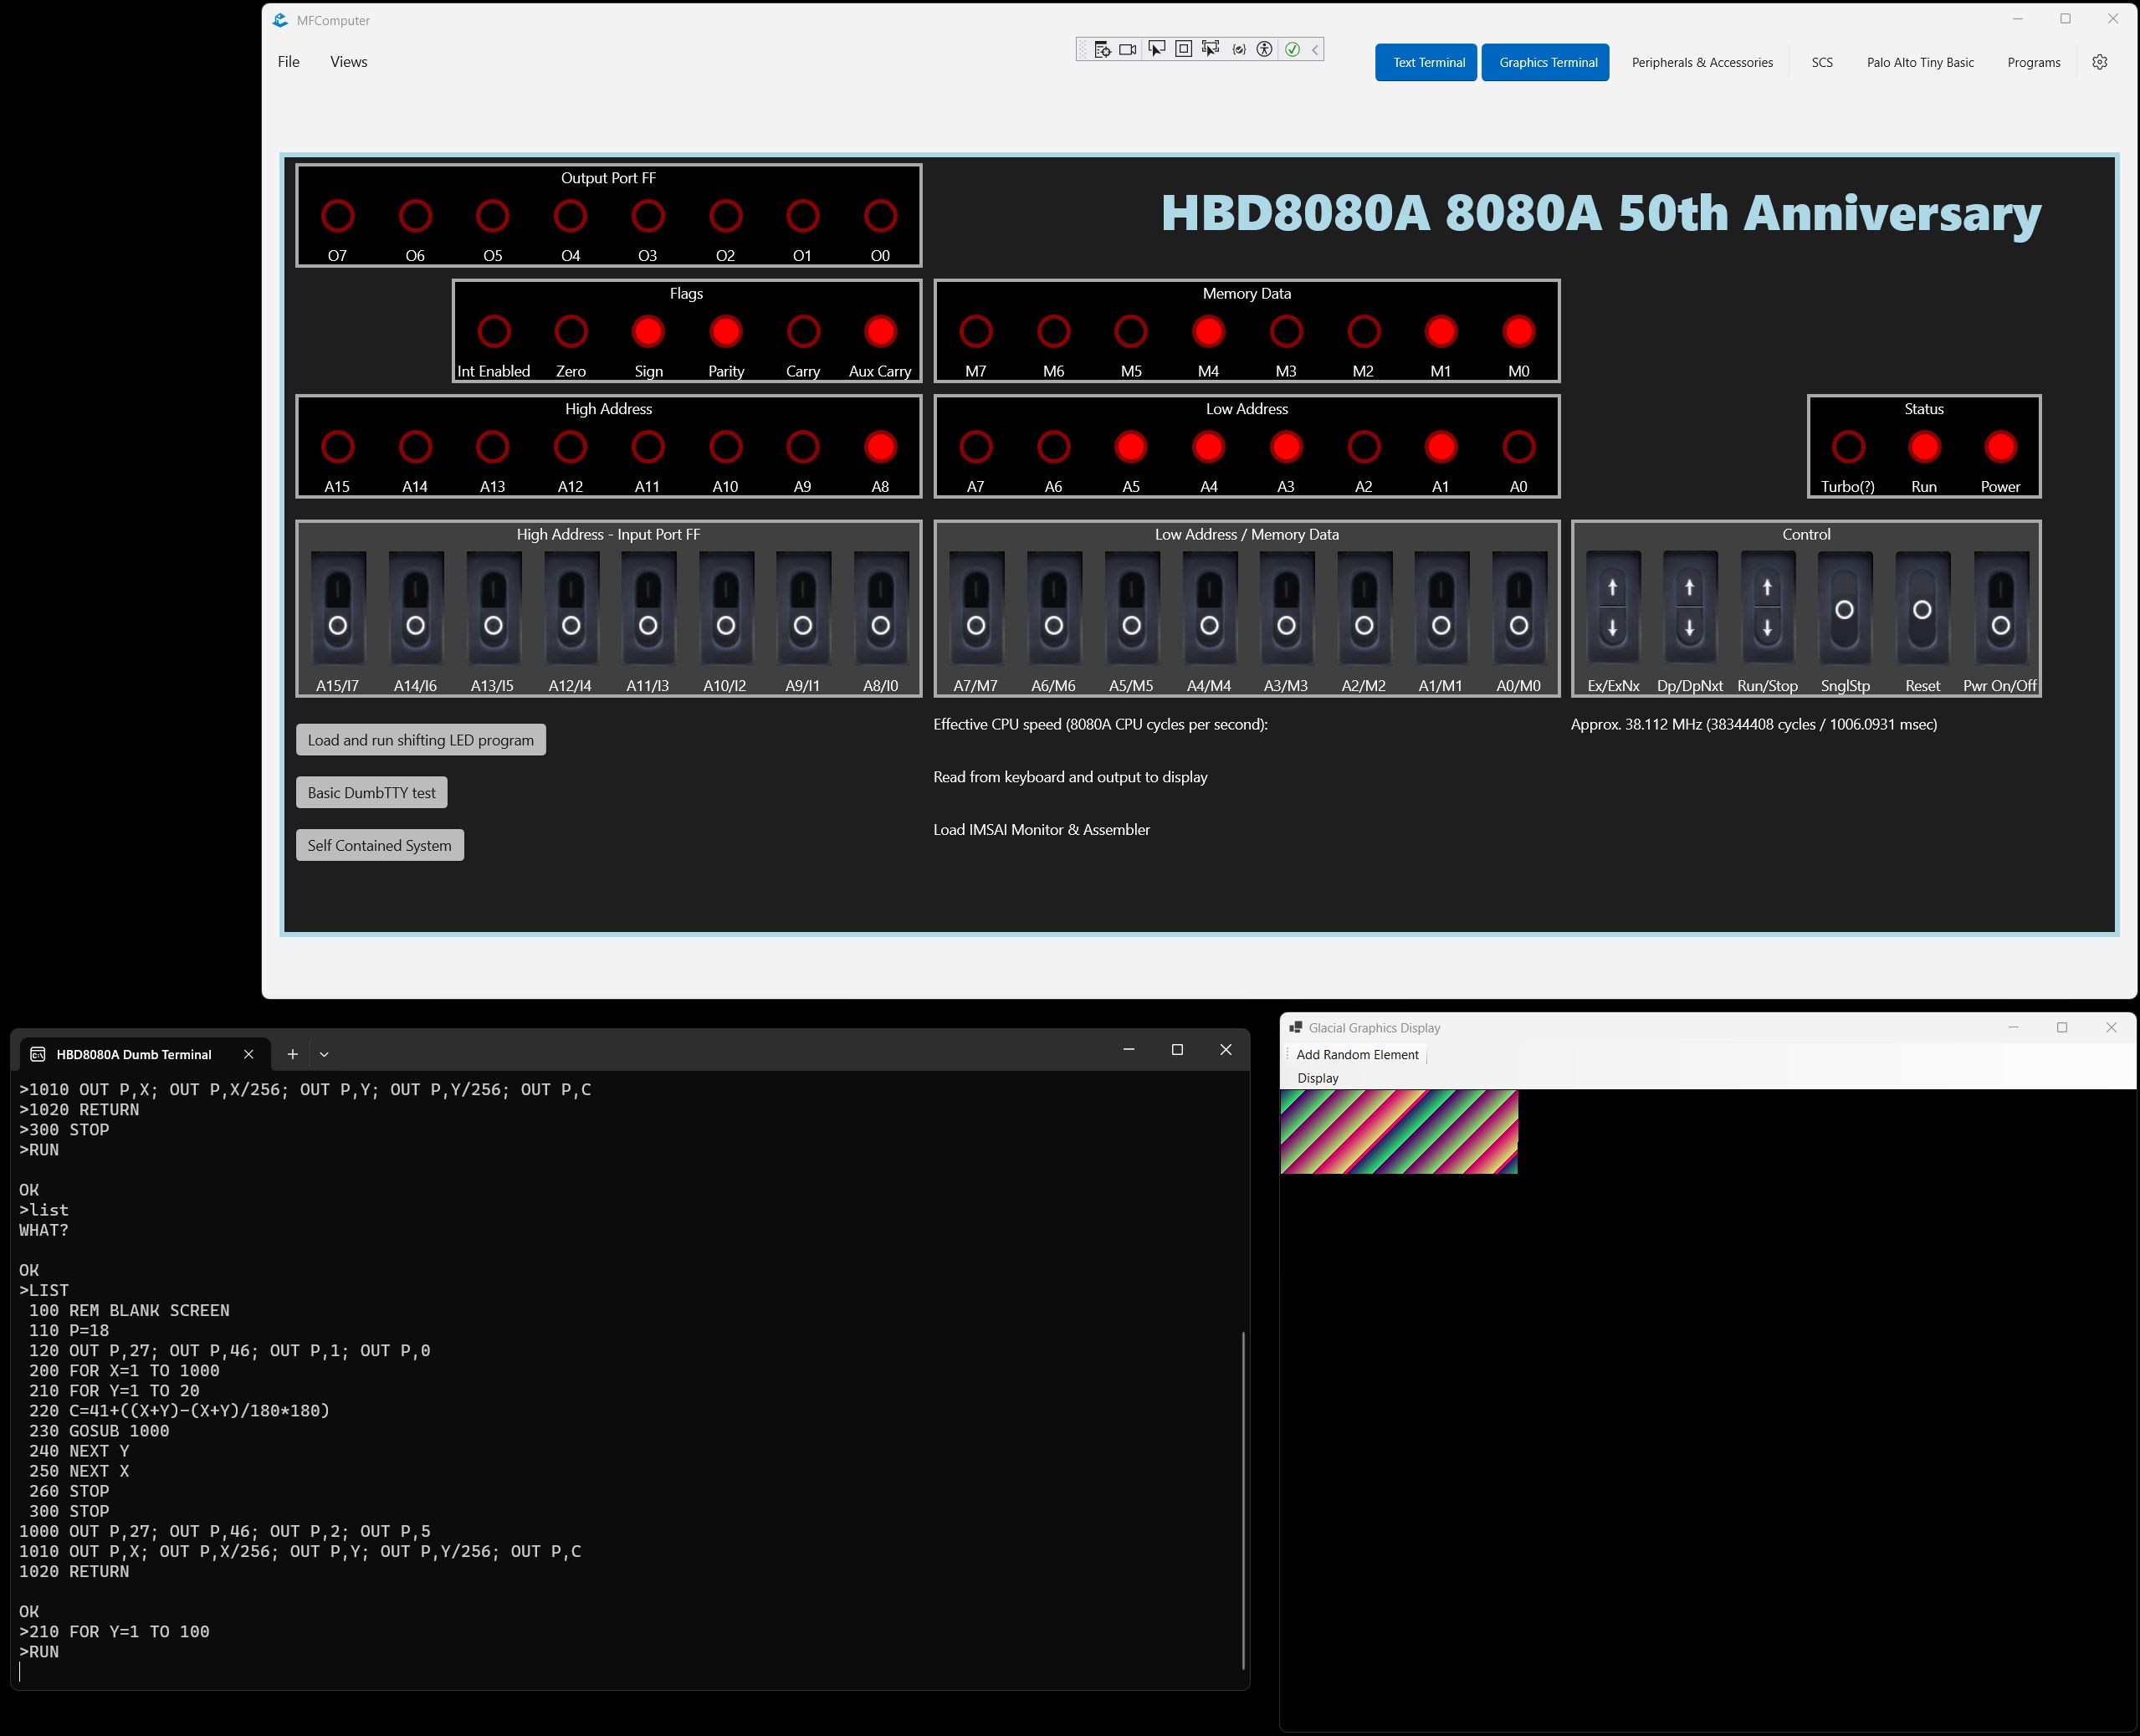 MFComputer
File Views
Text Terminal Graphics Terminal Peripherals & Accessories SCS Palo Alto Tiny Basic Programs
Output Port FF
O7 O6 O5 O4 O3 O2 O1 O0
HBD8080A 8080A 50th Anniversary
Flags
Int Enabled Zero Sign Parity Carry Aux Carry
Memory Data
M7 M6 M5 M4 M3 M2 M1 M0
High Address
A15 A14 A13 A12 A11 A10 A9 A8
Low Address
A7 A6 A5 A4 A3 A2 A1 A0
Status
Turbo(?) Run Power
High Address - Input Port FF
A15/I7 A14/I6 A13/I5 A12/I4 A11/I3 A10/I2 A9/I1 A8/I0
Low Address / Memory Data
A7/M7 A6/M6 A5/M5 A4/M4 A3/M3 A2/M2 A1/M1 A0/M0
Control
Ex/ExNx Dp/DpNxt Run/Stop SnglStp Reset Pwr On/Off
Load and run shifting LED program
Effective CPU speed (8080A CPU cycles per second):
Approx. 38.112 MHz (38344408 cycles / 1006.0931 msec)
Basic DumbTTY test
Read from keyboard and output to display
Self Contained System
Load IMSAI Monitor & Assembler
HBD8080A Dumb Terminal
>1010 OUT P,X; OUT P,X/256; OUT P,Y; OUT P,Y/256; OUT P,C
>1020 RETURN
>300 STOP
>RUN
OK
>list
WHAT?
OK
>LIST
100 REM BLANK SCREEN
110 P=18
120 OUT P,27; OUT P,46; OUT P,1; OUT P,0
200 FOR X=1 TO 1000
210 FOR Y=1 TO 20
220 C=41+((X+Y)-(X+Y)/180*180)
230 GOSUB 1000
240 NEXT Y
250 NEXT X
260 STOP
300 STOP
1000 OUT P,27; OUT P,46; OUT P,2; OUT P,5
1010 OUT P,X; OUT P,X/256; OUT P,Y; OUT P,Y/256; OUT P,C
1020 RETURN
OK
>210 FOR Y=1 TO 100
>RUN
Glacial Graphics Display
Add Random Element
Display